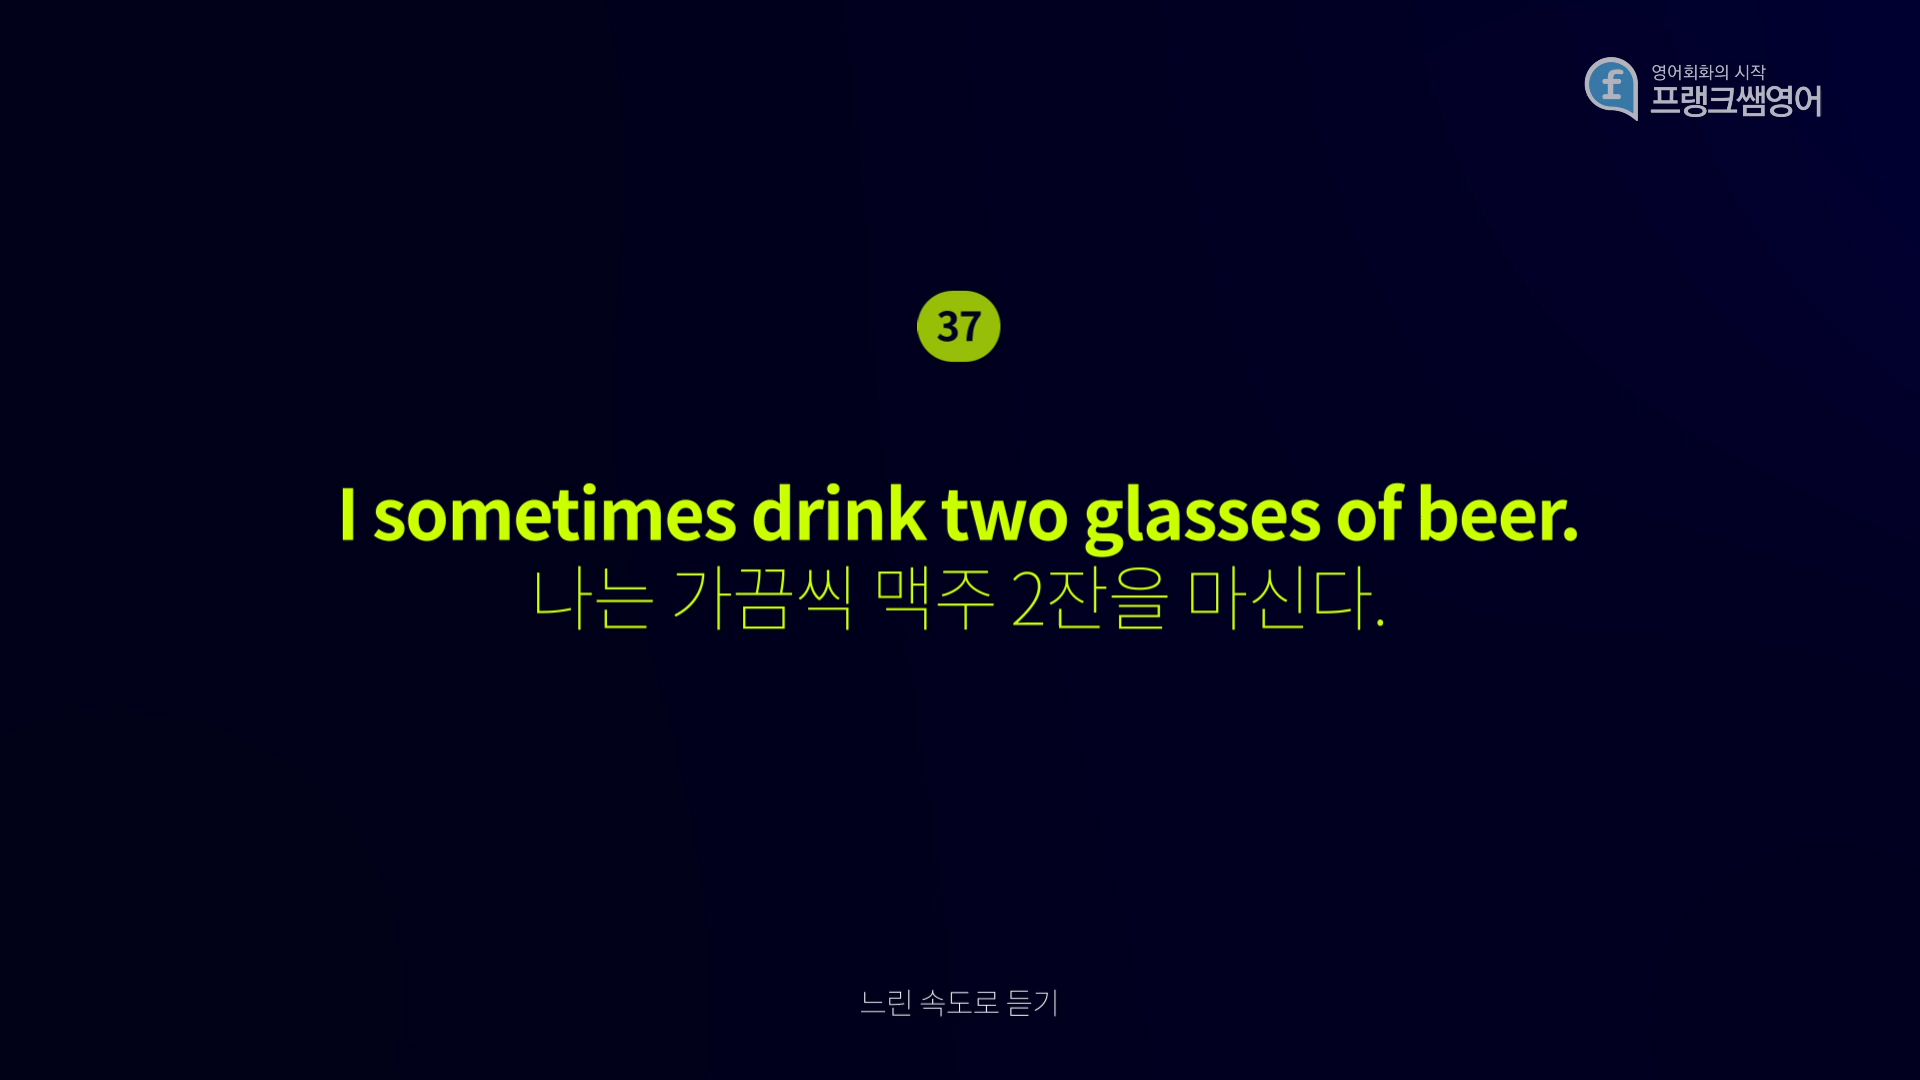 영어회화의 시작
프랭크쌤영어
37
I sometimes drink two glasses of beer.
나는 가끔씩 맥주 2잔을 마신다.
느린 속도로 듣기